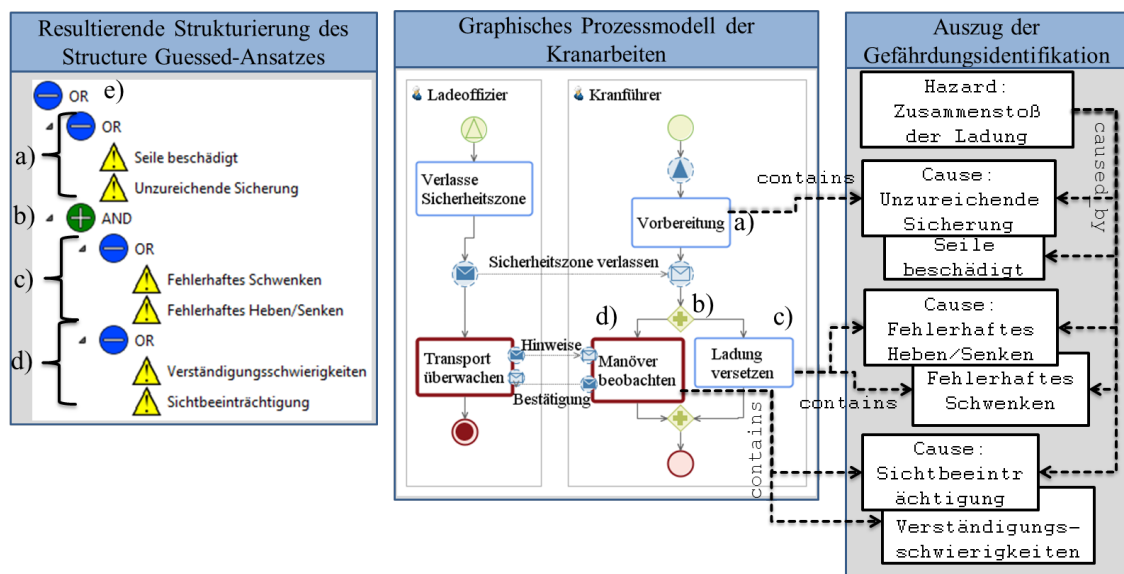 Resultierende Strukturierung des
Structure Guessed-Ansatzes
OR
e)
a)
OR
Seile beschädigt
Unzureichende Sicherung
b)
AND
c)
OR
Fehlerhaftes Schwenken
Fehlerhaftes Heben/Senken
d)
OR
Verständigungsschwierigkeiten
Sichtbeeinträchtigung
Graphisches Prozessmodell der
Kranarbeiten
Ladeoffizier
Kranführer
Verlasse
Sicherheitszone
Vorbereitung
a)
Sicherheitszone verlassen
b)
d)
c)
Transport
überwachen
Hinweise
Bestätigung
Manöver
beobachten
Ladung
versetzen
contains
contains
contains
Auszug der
Gefährdungsidentifikation
Hazard:
Zusammenstoß
der Ladung
caused_by
Cause:
Unzureichende
Sicherung
Seile
beschädigt
Cause:
Fehlerhaftes
Heben/Senken
Fehlerhaftes
Schwenken
Cause:
Sichtbeeintr
ächtigung
Verständigungs-
schwierigkeiten